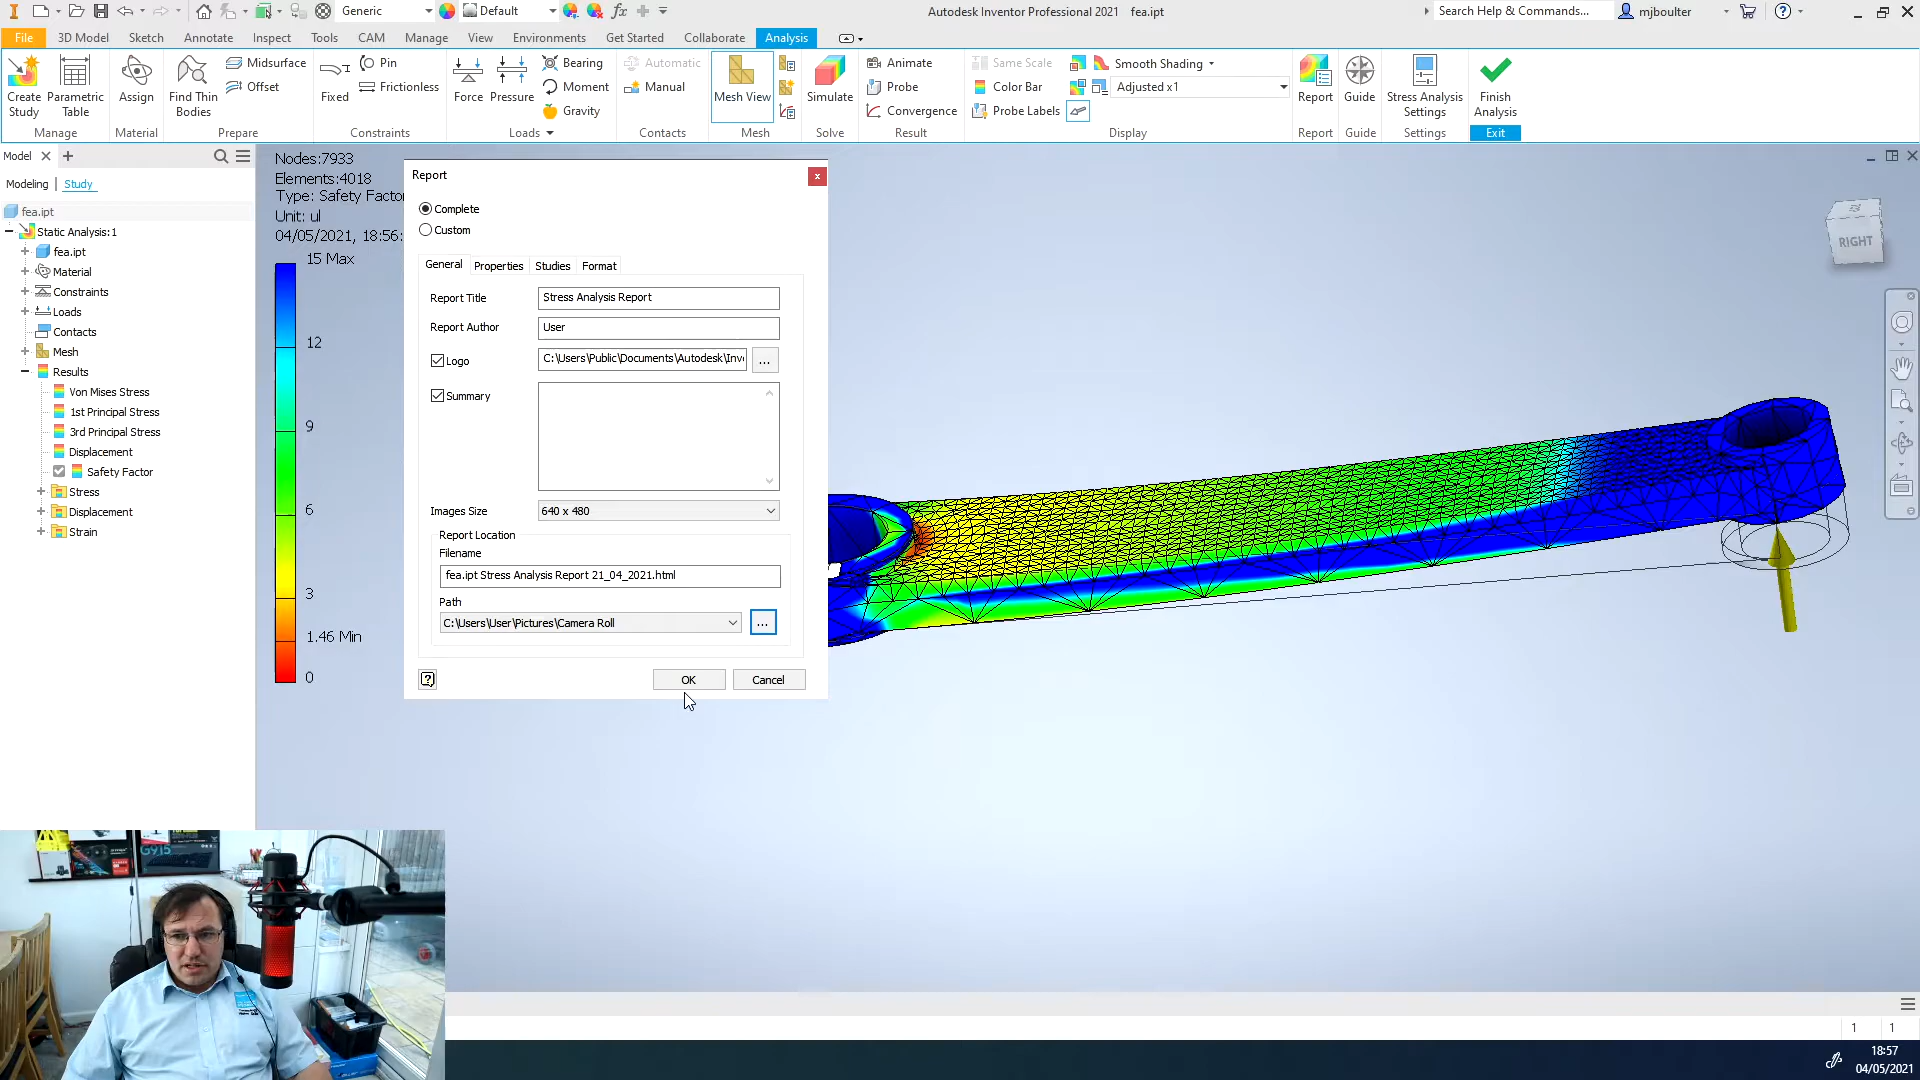 Generic
Default
fx
Autodesk Inventor Professional 2021 fea.ipt
Search Help & Commands...
mjboulter
File 3D Model Sketch Annotate Inspect Tools CAM Manage View Environments Get Started Collaborate Analysis
Create Study
Parametric Table
Manage
Assign
Material
Find Thin Bodies
Midsurface
Offset
Prepare
Fixed
Pin
Frictionless
Constraints
Force
Pressure
Bearing
Moment
Gravity
Loads
Automatic
Manual
Contacts
Mesh View
Mesh
Simulate
Solve
Animate
Probe
Convergence
Result
Same Scale
Color Bar
Probe Labels
Smooth Shading
Adjusted x1
Display
Report
Report
Guide
Guide
Stress Analysis Settings
Settings
Finish Analysis
Exit
Model
Modeling | Study
fea.ipt
Static Analysis:1
fea.ipt
Material
Constraints
Loads
Contacts
Mesh
Results
Von Mises Stress
1st Principal Stress
3rd Principal Stress
Displacement
Safety Factor
Stress
Displacement
Strain
Nodes:7933
Elements:4018
Type: Safety Factor
Unit: ul
04/05/2021, 18:56:
15 Max
12
9
6
3
1.46 Min
0
Report
x
Complete
Custom
General Properties Studies Format
Report Title Stress Analysis Report
Report Author User
Logo C:\Users\Public\Documents\Autodesk\Inv ...
Summary
Images Size 640 x 480
Report Location
Filename
fea.ipt Stress Analysis Report 21_04_2021.html
Path
C:\Users\User\Pictures\Camera Roll ...
OK Cancel
RIGHT
G915
1 1
18:57
04/05/2021